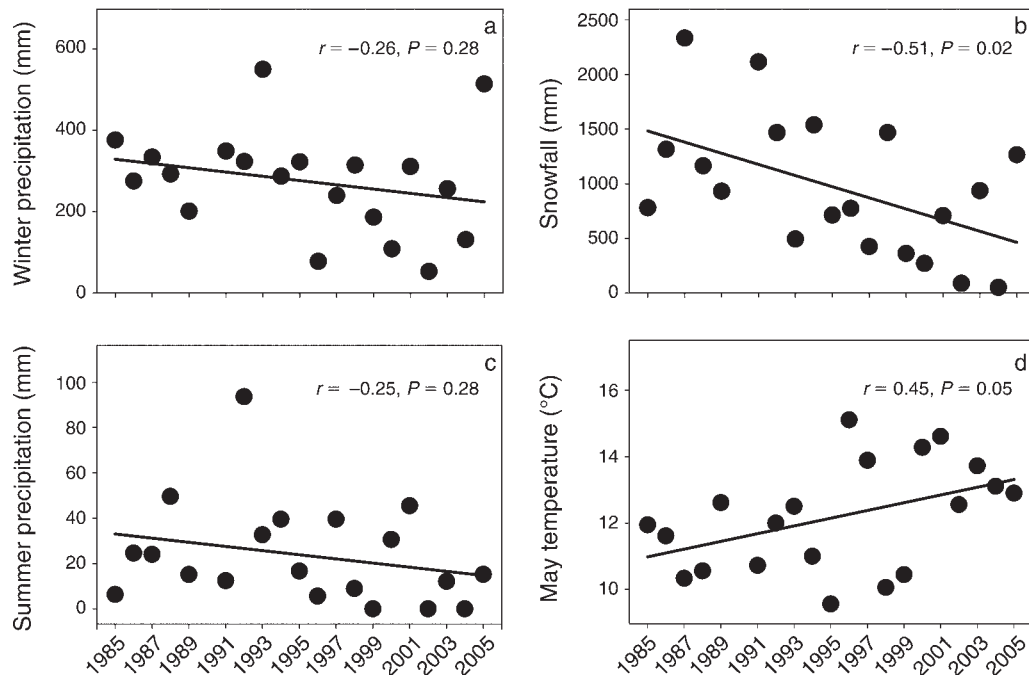 a
r = −0.26, P = 0.28
Winter precipitation (mm)
600
400
200
0
b
r = −0.51, P = 0.02
Snowfall (mm)
2500
2000
1500
1000
500
0
c
r = −0.25, P = 0.28
Summer precipitation (mm)
100
80
60
40
20
0
1985 1987 1989 1991 1993 1995 1997 1999 2001 2003 2005
d
r = 0.45, P = 0.05
May temperature (°C)
16
14
12
10
1985 1987 1989 1991 1993 1995 1997 1999 2001 2003 2005